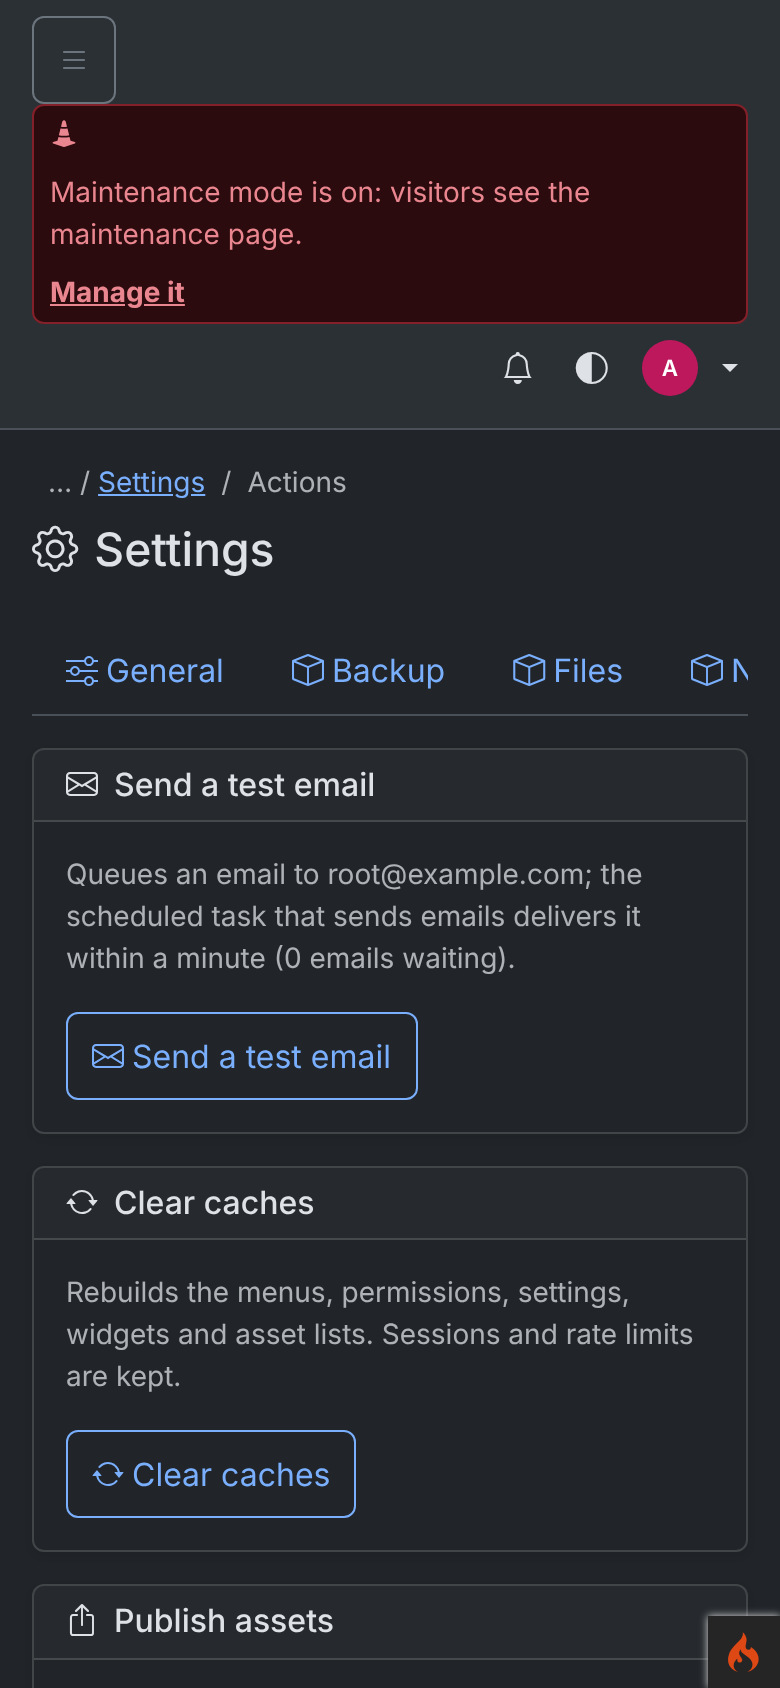 Maintenance mode is on: visitors see the
maintenance page.
Manage it
A
... / Settings / Actions
Settings
General Backup Files N
Send a test email
Queues an email to root@example.com; the
scheduled task that sends emails delivers it
within a minute (0 emails waiting).
Send a test email
Clear caches
Rebuilds the menus, permissions, settings,
widgets and asset lists. Sessions and rate limits
are kept.
Clear caches
Publish assets